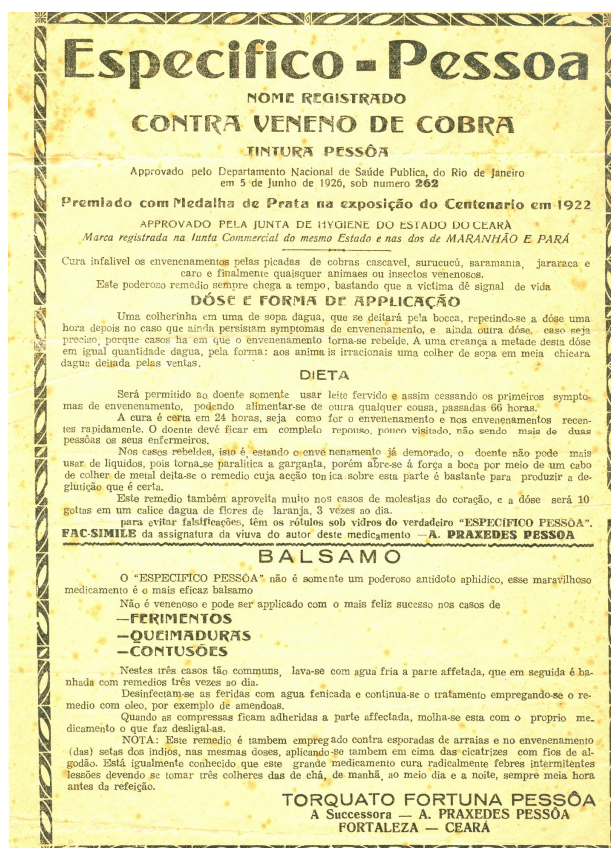 Especifico - Pessoa
NOME REGISTRADO
CONTRA VENENO DE COBRA
TINTURA PESSÔA
Approvado pelo Departamento Nacional de Saúde Publica, do Rio de Janeiro
em 5 de Junho de 1926, sob numero 262
Premiado com Medalha de Prata na exposição do Centenario em 1922
APPROVADO PELA JUNTA DE HYGIENE DO ESTADO DO CEARÀ
Marca registrada na Junta Commercial do mesmo Estado e nas dos de MARANHÃO E PARÁ
Cura infalivel os envenenamentos pelas picadas de cobras cascavel, surucucú, saramanta, jararaca e
caro e finalmente quaisquer animaes ou insectos venenosos.
Este poderoso remedio sempre chega a tempo, bastando que a victima dê signal de vida
DÓSE E FORMA DE APPLICAÇÃO
Uma colherinha em uma de sopa dagua, que se deitará pela bocca, repetindo-se a dóse uma
hora depois no caso que ainda persistam symptomas de envenenamento, e ainda outra dóse, caso seja
preciso, porque casos ha em que o envenenamento torna-se rebelde. A uma creança a metade desta dóse
em igual quantidade dagua, pela forma: aos animais irracionais uma colher de sopa em meia chicara
dagua deitada pelas ventas.
DIETA
Será permitido ao doente somente usar leite fervido e assim cessando os primeiros sympto-
mas de envenenamento, podendo alimentar-se de outra qualquer cousa, passadas 66 horas.
A cura é certa em 24 horas, seja como for o envenenamento e nos envenenamentos recen-
tes rapidamente. O doente devé ficar em completo repouso, pouco visitado, não sendo mais de duas
pessôas os seus enfermeiros.
Nos casos rebeldes, isto é, estando o envenenamento já demorado, o doente não pode mais
usar de liquidos, pois torna-se paralitica a garganta, porém abre-se á força a boca por meio de um cabo
de colher de metal deita-se o remedio cuja acção tonica sobre esta parte é bastante para produzir a de-
glutição que é certa.
Este remedio também aproveita muito nos casos de molestias do coração, e a dóse será 10
gottas em um calice dagua de flores de laranja, 3 vezes ao dia.
para evitar falsificações, têm os rótulos sob vidros do verdadeiro "ESPECÍFICO PESSÔA".
FAC-SIMILE da assignatura da viuva do autor deste medicamento —A. PRAXEDES PESSOA
BALSAMO
O "ESPECIFICO PESSÔA" não é somente um poderoso antidoto aphidico, esse maravilhoso
medicamento é o mais eficaz balsamo
Não é venenoso e pode ser applicado com o mais feliz sucesso nos casos de
—FERIMENTOS
—QUEIMADURAS
—CONTUSÕES
Nestes três casos tão communs, lava-se com agua fria a parte affetada, que em seguida é ba-
nhada com remedios três vezes ao dia.
Desinfectam-se as feridas com agua fenicada e continua-se o tratamento empregando-se o re-
medio com oleo, por exemplo de amendoas.
Quando as compressas ficam adheridas a parte affectada, molha-se esta com o proprio me-
dicamento o que faz desligal-as.
NOTA: Este remedio é tambem empregado contra esporadas de arraias e no envenenamento
(das) setas dos indios, nas mesmas doses, aplicando-se tambem em cima das cicatrizes com fios de al-
godão. Está igualmente conhecido que este grande medicamento cura radicalmente febres intermitentes
lessões devendo se tomar três colheres das de chá, de manhã, ao meio dia e a noite, sempre meia hora
antes da refeição.
TORQUATO FORTUNA PESSÔA
A Successora — A. PRAXEDES PESSÔA
FORTALEZA — CEARÁ